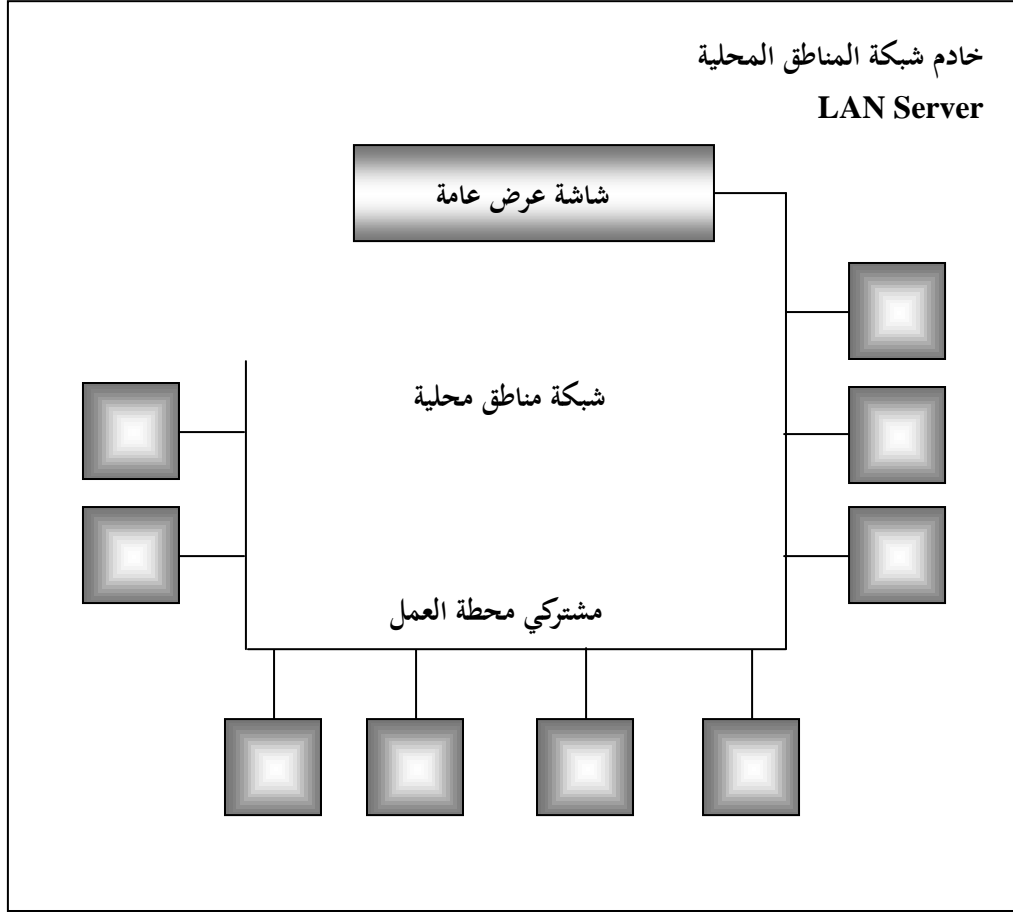 خادم شبكة المناطق المحلية
LAN Server
شاشة عرض عامة
شبكة مناطق محلية
مشتركي محطة العمل